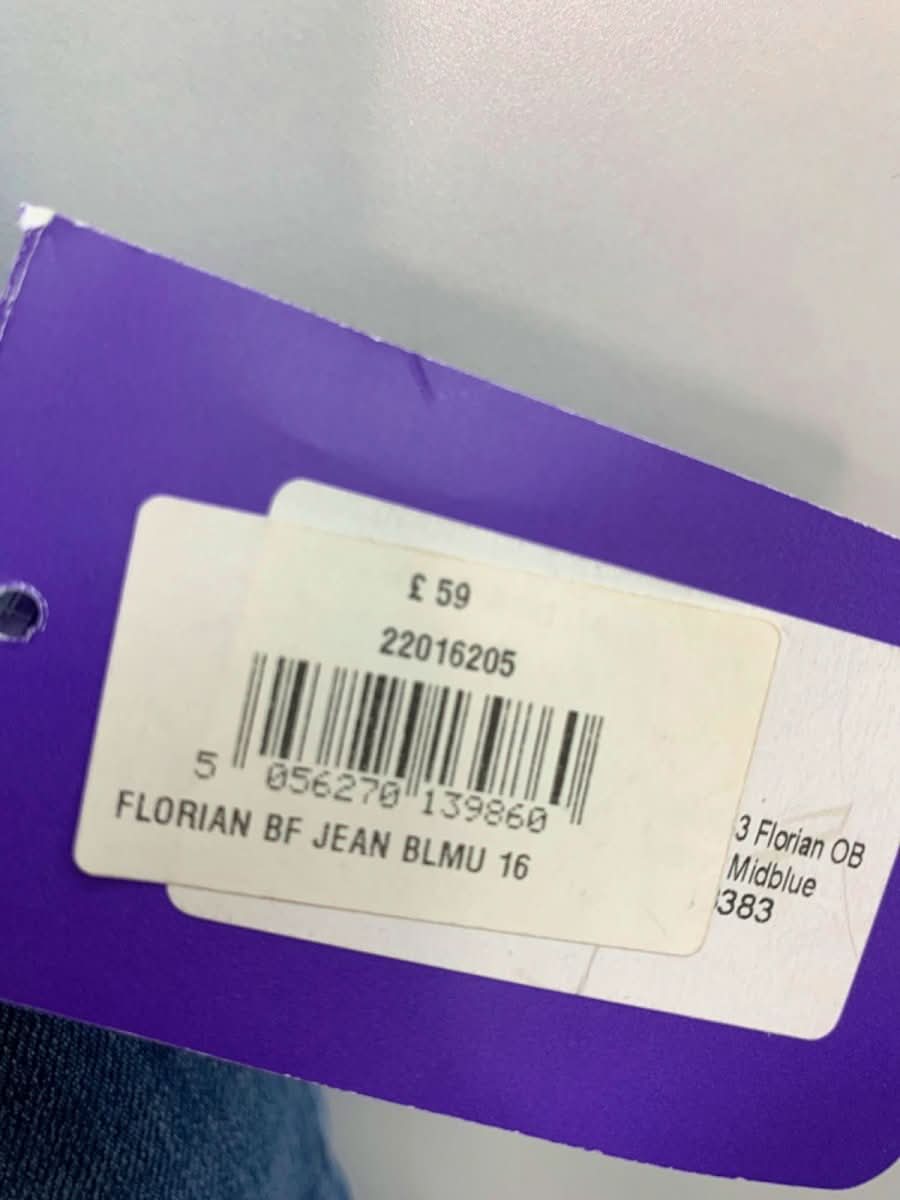 £ 59
22016205
5 056270 139860
FLORIAN BF JEAN BLMU 16
3 Florian OB
Midblue
383